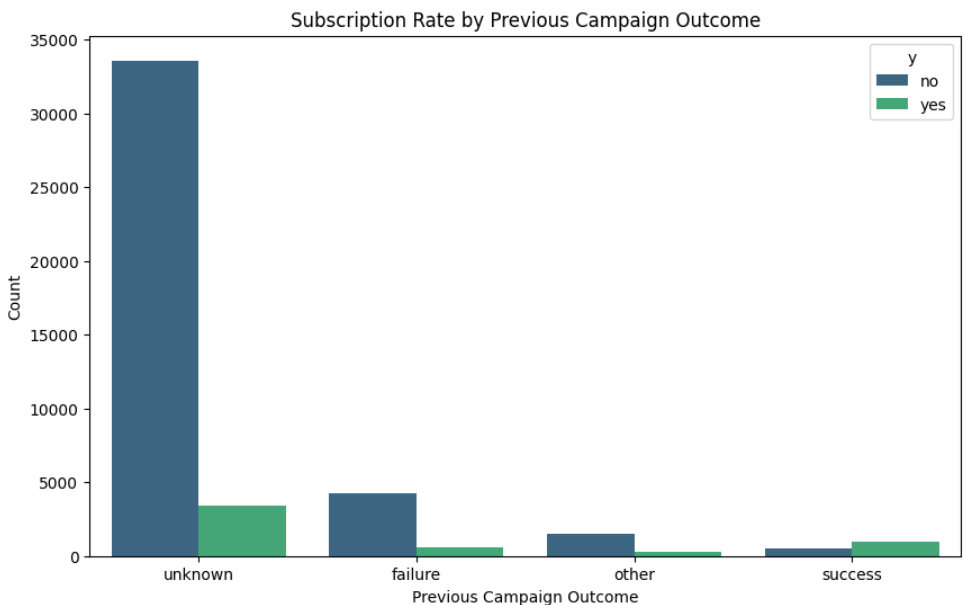 Subscription Rate by Previous Campaign Outcome
y
no
yes
35000
30000
25000
20000
15000
10000
5000
0
Count
unknown failure other success
Previous Campaign Outcome